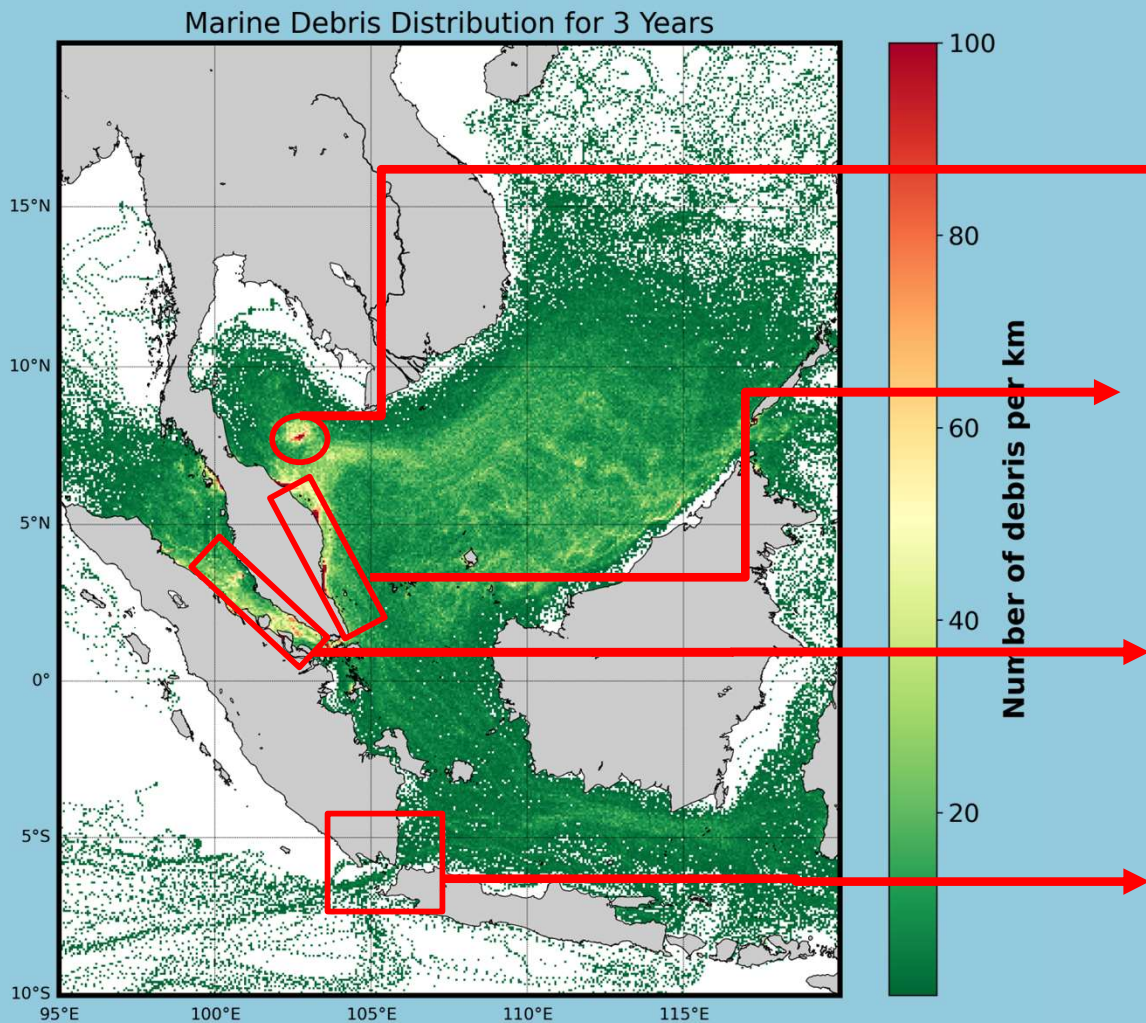 Marine Debris Distribution for 3 Years
15°N
10°N
5°N
0°
5°S
10°S
95°E
100°E
105°E
110°E
115°E
100
80
60
40
20
Number of debris per km